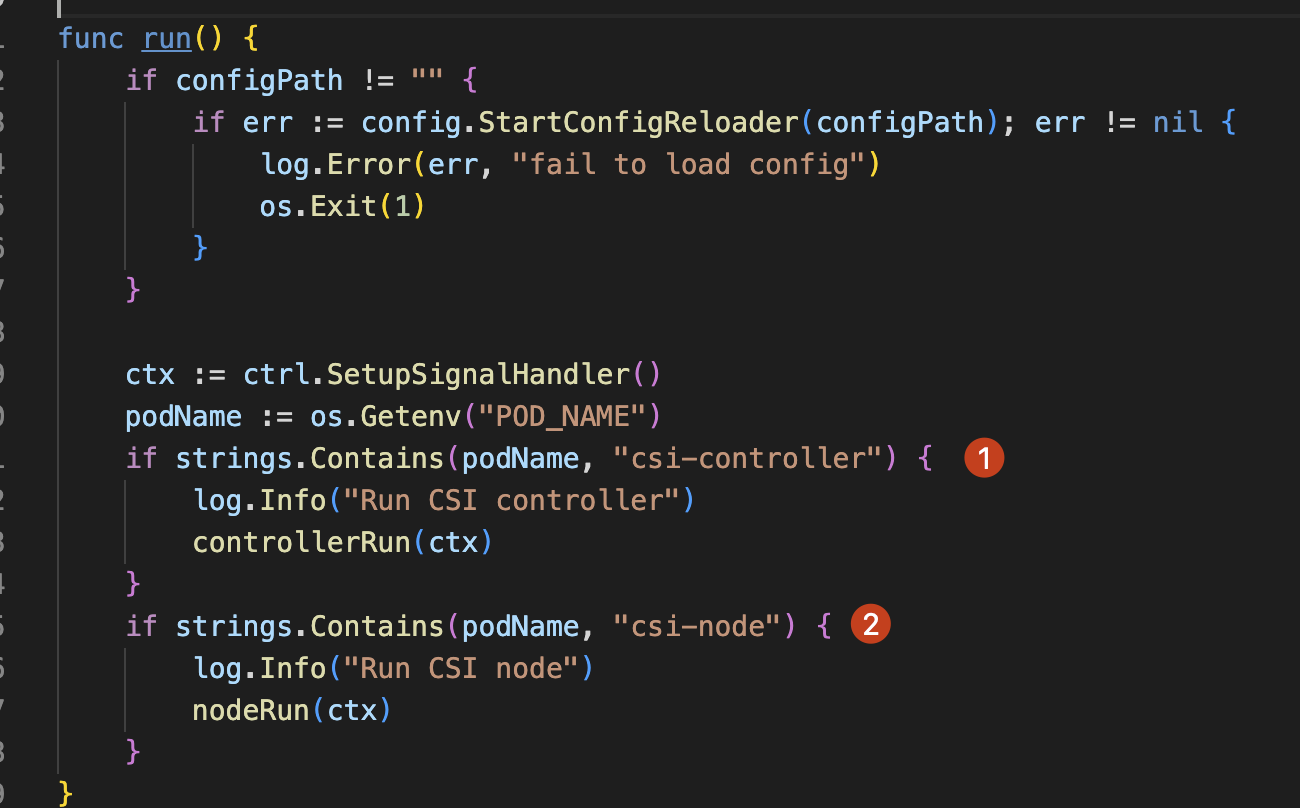 func run() {
    if configPath != "" {
        if err := config.StartConfigReloader(configPath); err != nil {
            log.Error(err, "fail to load config")
            os.Exit(1)
        }
    }

    ctx := ctrl.SetupSignalHandler()
    podName := os.Getenv("POD_NAME")
    if strings.Contains(podName, "csi-controller") { 1
        log.Info("Run CSI controller")
        controllerRun(ctx)
    }
    if strings.Contains(podName, "csi-node") { 2
        log.Info("Run CSI node")
        nodeRun(ctx)
    }
}